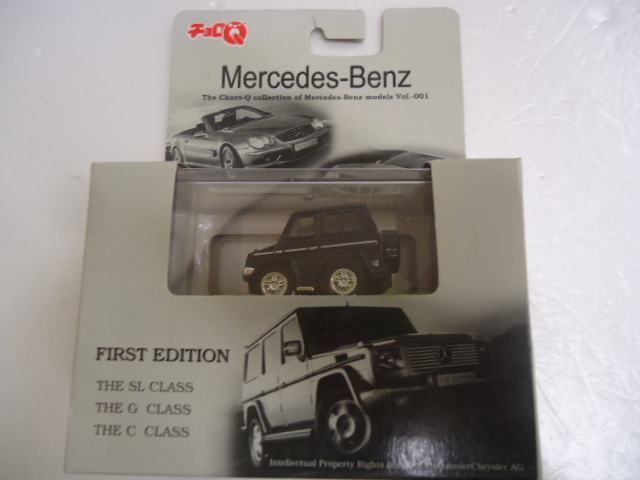 チョロQ
Mercedes-Benz
The Choro-Q collection of Mercedes-Benz models Vol.-001
FIRST EDITION
THE SL CLASS
THE G CLASS
THE C CLASS
Intellectual Property Rights DaimlerChrysler AG